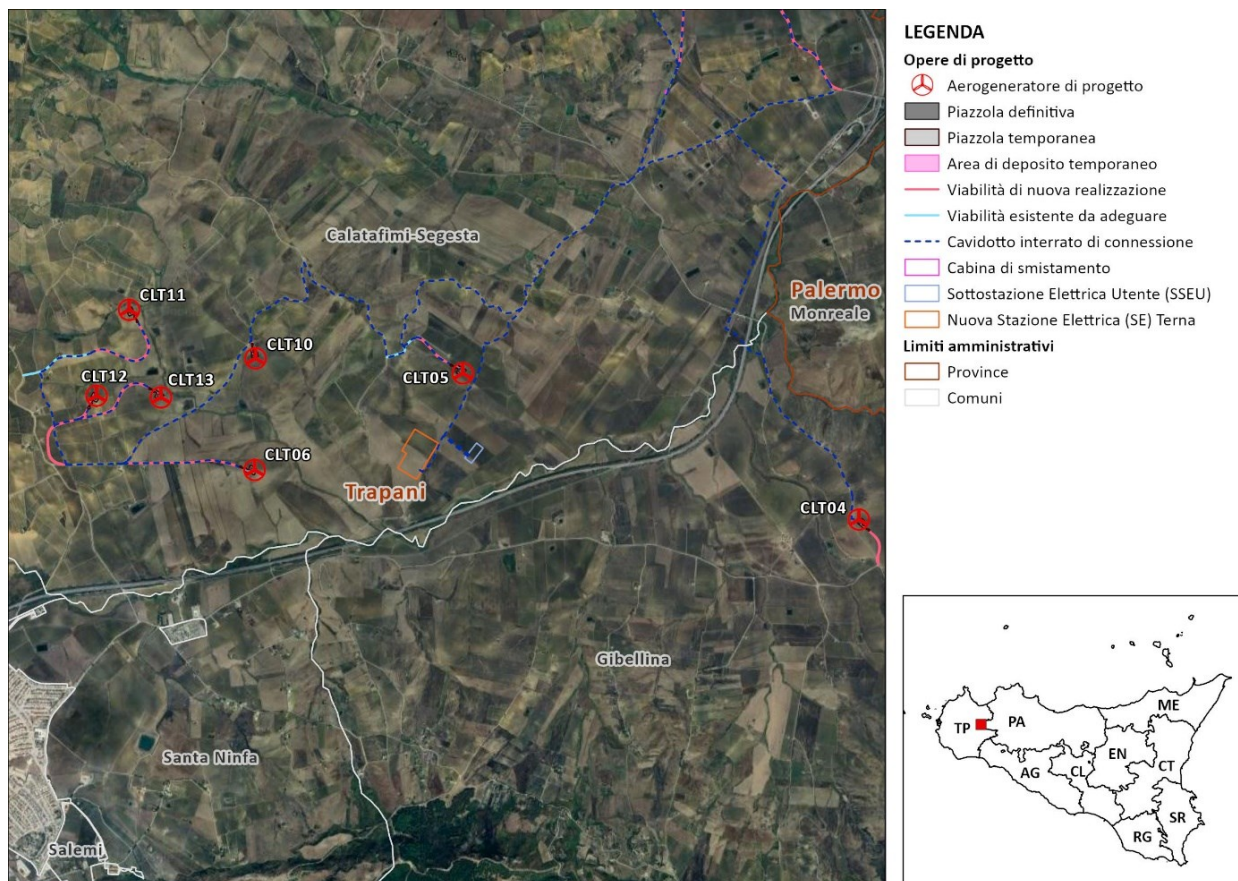 Calatafimi-Segesta
Palermo
Monreale
CLT11
CLT10
CLT12
CLT13
CLT05
CLT06
Trapani
CLT04
Gibellina
Santa Ninfa
Salemi
LEGENDA
Opere di progetto
Aerogeneratore di progetto
Piazzola definitiva
Piazzola temporanea
Area di deposito temporaneo
Viabilità di nuova realizzazione
Viabilità esistente da adeguare
Cavidotto interrato di connessione
Cabina di smistamento
Sottostazione Elettrica Utente (SSEU)
Nuova Stazione Elettrica (SE) Terna
Limiti amministrativi
Province
Comuni
ME
TP
PA
EN
CT
AG
CL
SR
RG